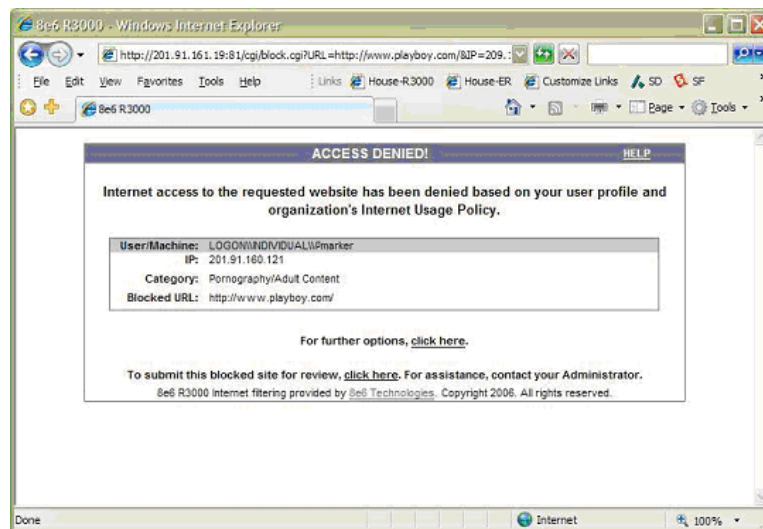 8e6 R3000 - Windows Internet Explorer
http://201.91.161.19:81/cgi/block.cgi?URL=http://www.playboy.com/&IP=209.
File Edit View Favorites Tools Help Links House-R3000 House-ER Customize Links SD SF
8e6 R3000 Page Tools
ACCESS DENIED! HELP
Internet access to the requested website has been denied based on your user profile and
organization's Internet Usage Policy.
User/Machine: LOGON\\INDIVIDUAL\\Pmarker
IP: 201.91.160.121
Category: Pornography/Adult Content
Blocked URL: http://www.playboy.com/
For further options, click here.
To submit this blocked site for review, click here. For assistance, contact your Administrator.
8e6 R3000 Internet filtering provided by 8e6 Technologies. Copyright 2006. All rights reserved.
Done Internet 100%